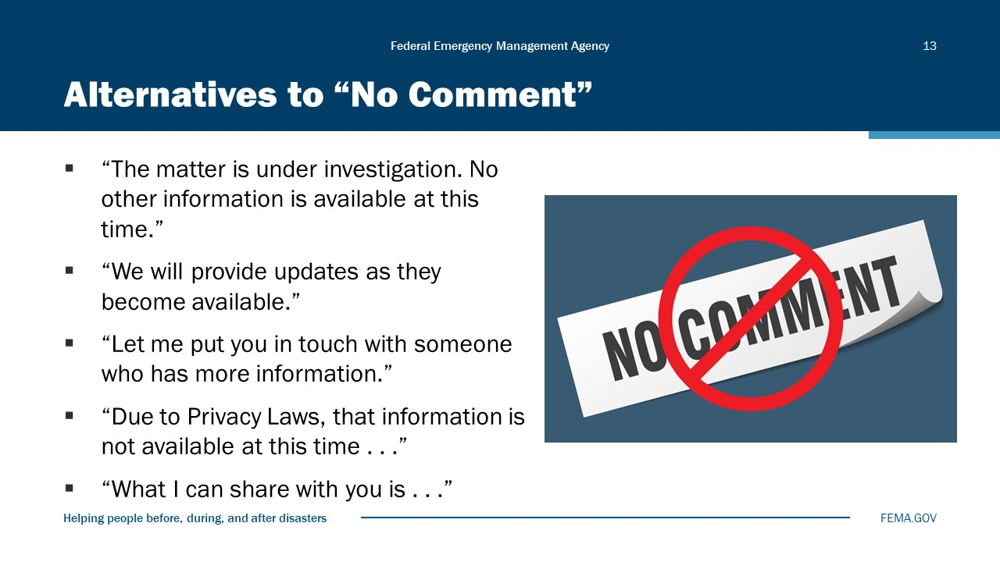 Federal Emergency Management Agency
13
Alternatives to “No Comment”
▪ “The matter is under investigation. No
other information is available at this
time.”
▪ “We will provide updates as they
become available.”
▪ “Let me put you in touch with someone
who has more information.”
▪ “Due to Privacy Laws, that information is
not available at this time . . .”
▪ “What I can share with you is . . .”
NO COMMENT
Helping people before, during, and after disasters
FEMA.GOV